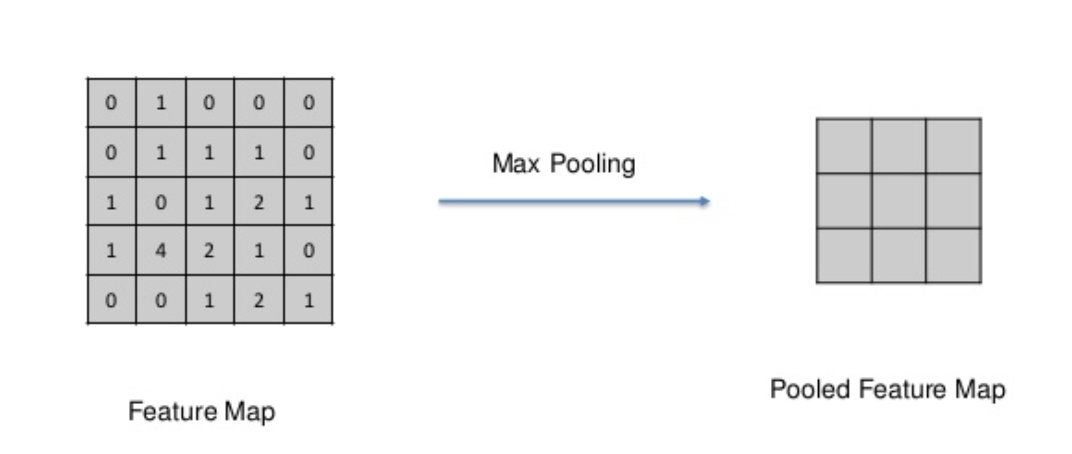 0 1 0 0 0
0 1 1 1 0
1 0 1 2 1
1 4 2 1 0
0 0 1 2 1
Max Pooling
Feature Map
Pooled Feature Map